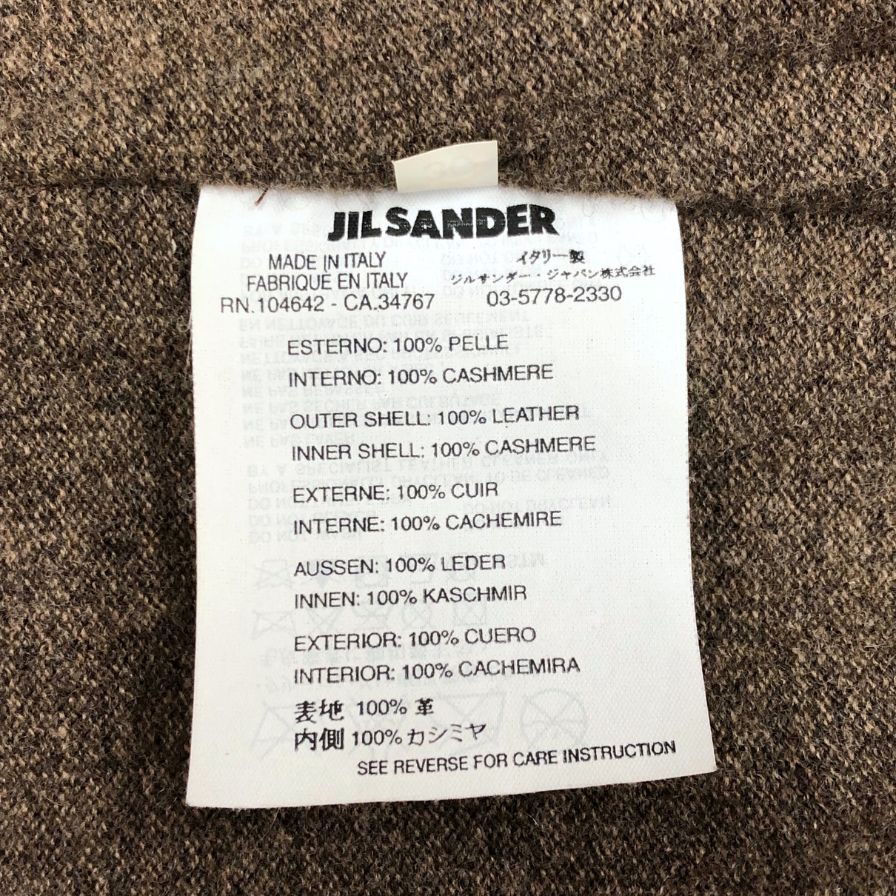 JIL SANDER
MADE IN ITALY
FABRIQUÉ EN ITALY
RN.104642 - CA.34767
イタリー製
ジルサンダー・ジャパン株式会社
03-5778-2330
ESTERNO: 100% PELLE
INTERNO: 100% CASHMERE
OUTER SHELL: 100% LEATHER
INNER SHELL: 100% CASHMERE
EXTERNE: 100% CUIR
INTERNE: 100% CACHEMIRE
AUSSEN: 100% LEDER
INNEN: 100% KASCHMIR
EXTERIOR: 100% CUERO
INTERIOR: 100% CACHEMIRA
表地 100% 革
内側 100% カシミヤ
SEE REVERSE FOR CARE INSTRUCTION